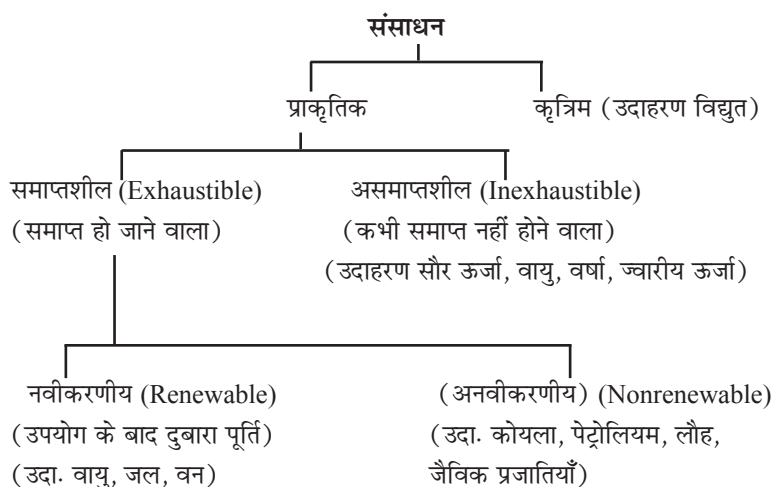 संसाधन
प्राकृतिक
कृत्रिम (उदाहरण विद्युत)
समाप्तशील (Exhaustible)
(समाप्त हो जाने वाला)
असमाप्तशील (Inexhaustible)
(कभी समाप्त नहीं होने वाला)
(उदाहरण सौर ऊर्जा, वायु, वर्षा, ज्वारीय ऊर्जा)
नवीकरणीय (Renewable)
(उपयोग के बाद दुबारा पूर्ति)
(उदा. वायु, जल, वन)
(अनवीकरणीय) (Nonrenewable)
(उदा. कोयला, पेट्रोलियम, लौह,
जैविक प्रजातियाँ)